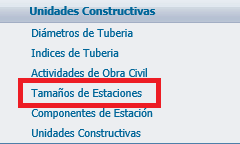 Unidades Constructivas
Diámetros de Tuberia
Indices de Tuberia
Actividades de Obra Civil
Tamaños de Estaciones
Componentes de Estación
Unidades Constructivas